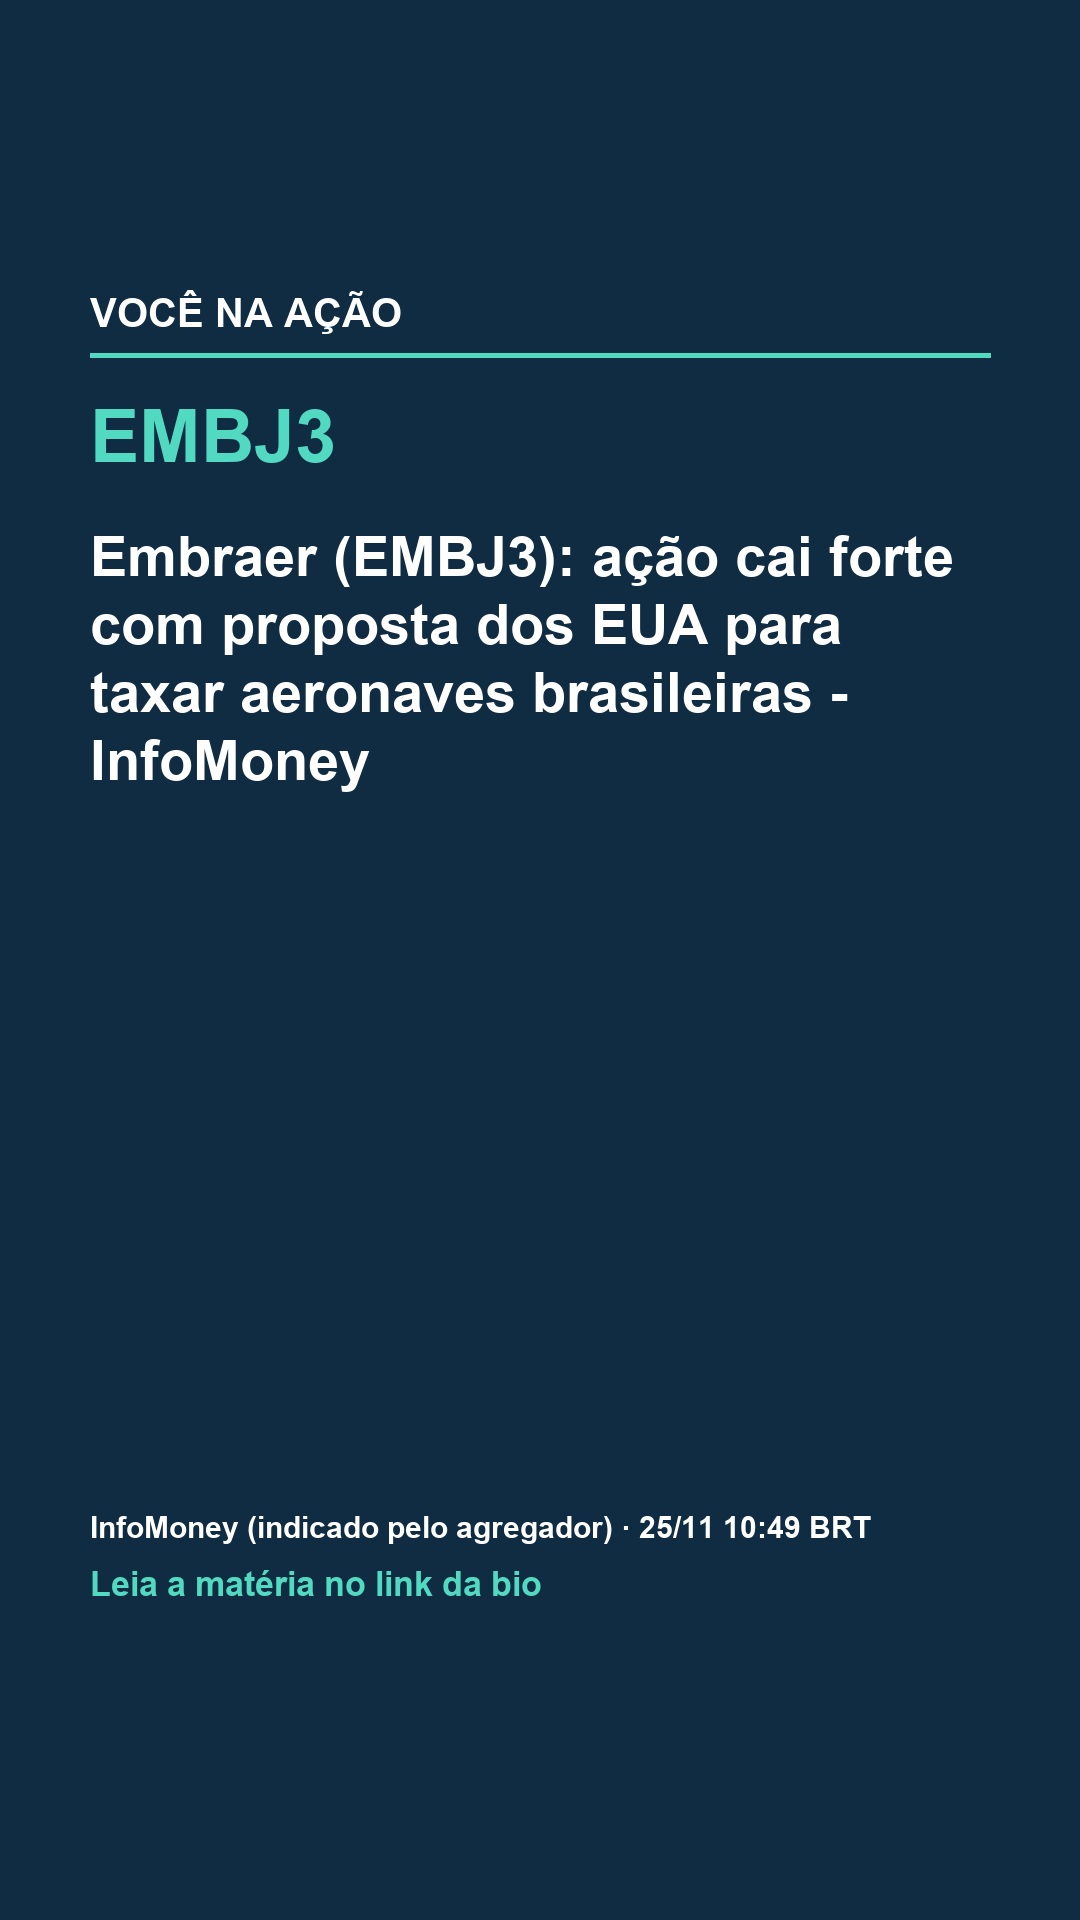 VOCÊ NA AÇÃO
EMBJ3
Embraer (EMBJ3): ação cai forte
com proposta dos EUA para
taxar aeronaves brasileiras -
InfoMoney
InfoMoney (indicado pelo agregador) · 25/11 10:49 BRT
Leia a matéria no link da bio